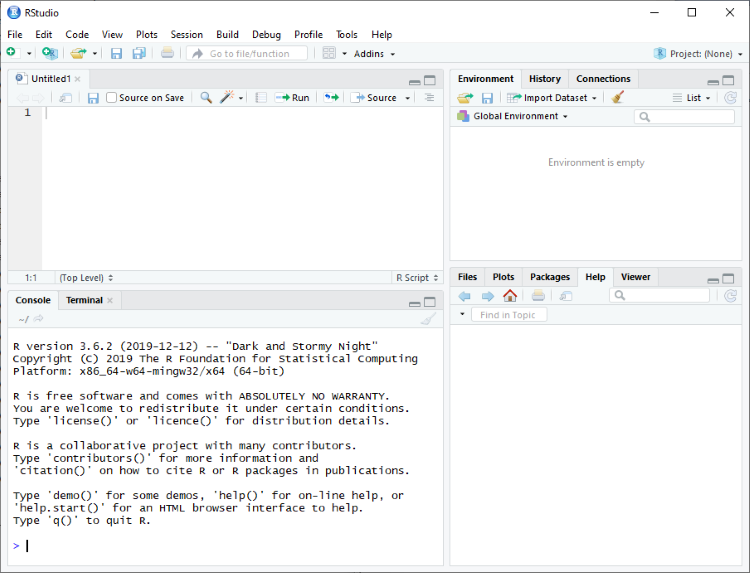 RStudio
File Edit Code View Plots Session Build Debug Profile Tools Help
Go to file/function Addins Project: (None)
Untitled1
Source on Save Run Source
1
1:1 (Top Level) R Script
Console Terminal
~/
R version 3.6.2 (2019-12-12) -- "Dark and Stormy Night"
Copyright (C) 2019 The R Foundation for Statistical Computing
Platform: x86_64-w64-mingw32/x64 (64-bit)
R is free software and comes with ABSOLUTELY NO WARRANTY.
You are welcome to redistribute it under certain conditions.
Type 'license()' or 'licence()' for distribution details.
R is a collaborative project with many contributors.
Type 'contributors()' for more information and
'citation()' on how to cite R or R packages in publications.
Type 'demo()' for some demos, 'help()' for on-line help, or
'help.start()' for an HTML browser interface to help.
Type 'q()' to quit R.
>
Environment History Connections
Import Dataset List
Global Environment
Environment is empty
Files Plots Packages Help Viewer
Find in Topic